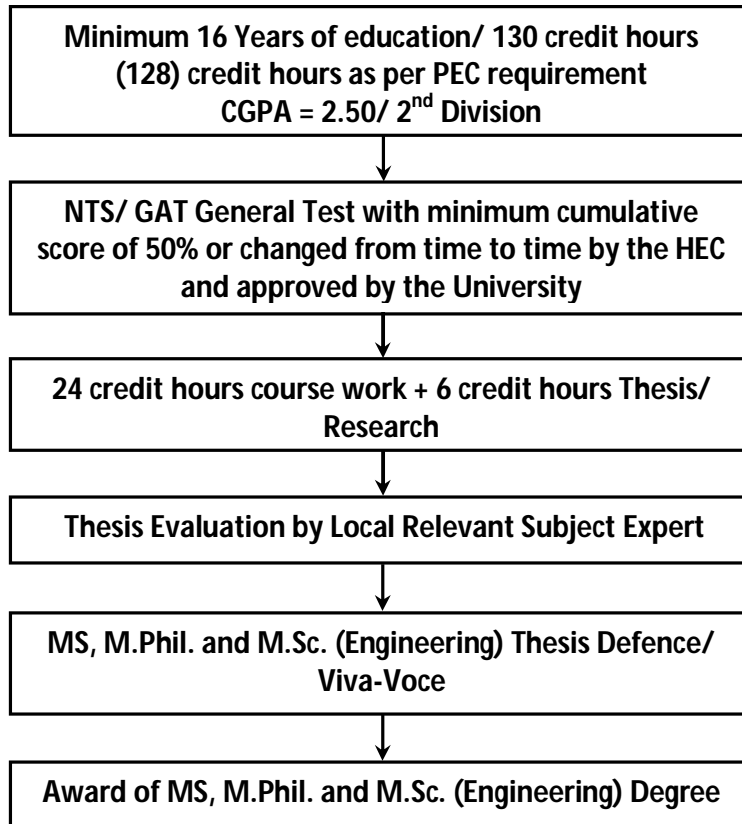 Minimum 16 Years of education/ 130 credit hours
(128) credit hours as per PEC requirement
CGPA = 2.50/ 2nd Division
NTS/ GAT General Test with minimum cumulative
score of 50% or changed from time to time by the HEC
and approved by the University
24 credit hours course work + 6 credit hours Thesis/
Research
Thesis Evaluation by Local Relevant Subject Expert
MS, M.Phil. and M.Sc. (Engineering) Thesis Defence/
Viva-Voce
Award of MS, M.Phil. and M.Sc. (Engineering) Degree